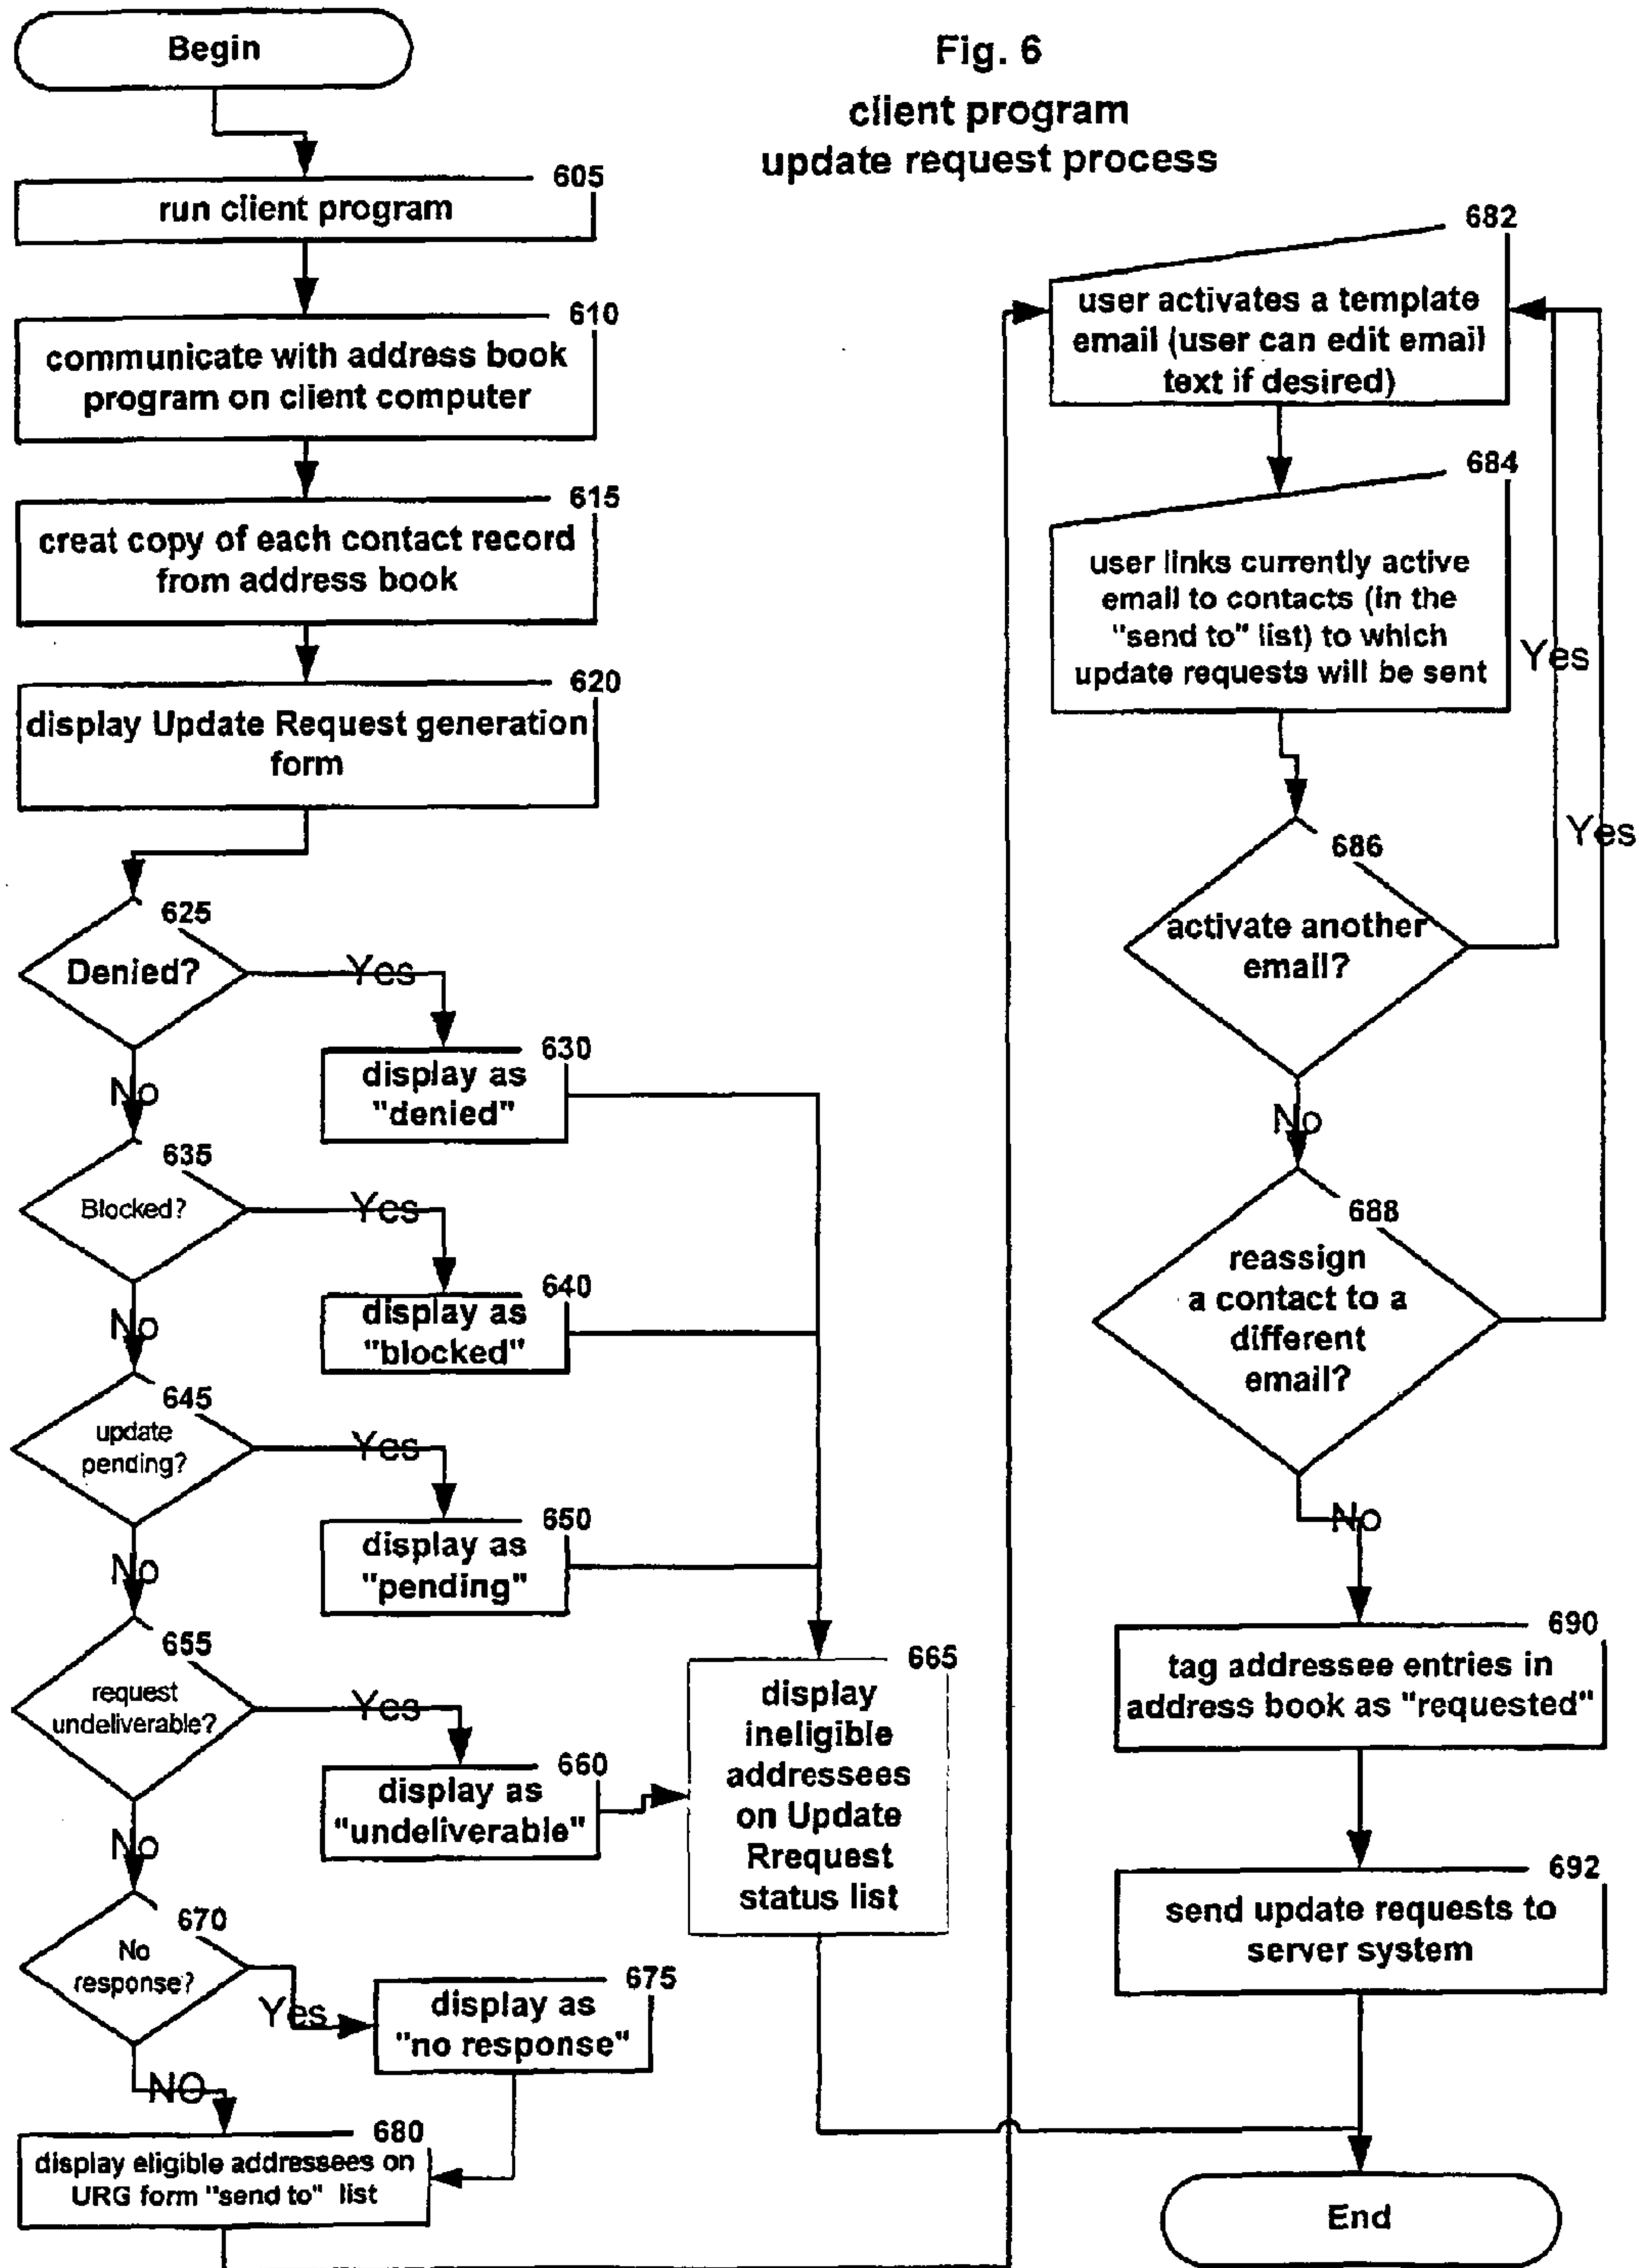 Begin
Fig. 6
client program
update request process
605
run client program
610
communicate with address book
program on client computer
615
creat copy of each contact record
from address book
620
display Update Request generation
form
625
Denied?
Yes
No
630
display as
"denied"
635
Blocked?
Yes
No
640
display as
"blocked"
645
update
pending?
Yes
No
650
display as
"pending"
655
request
undeliverable?
Yes
No
660
display as
"undeliverable"
665
display
ineligible
addressees
on Update
Rrequest
status list
670
No
response?
Yes
NO
675
display as
"no response"
680
display eligible addressees on
URG form "send to" list
682
user activates a template
email (user can edit email
text if desired)
684
user links currently active
email to contacts (in the
"send to" list) to which
update requests will be sent
Yes
Yes
686
activate another
email?
No
688
reassign
a contact to a
different
email?
No
690
tag addressee entries in
address book as "requested"
692
send update requests to
server system
End